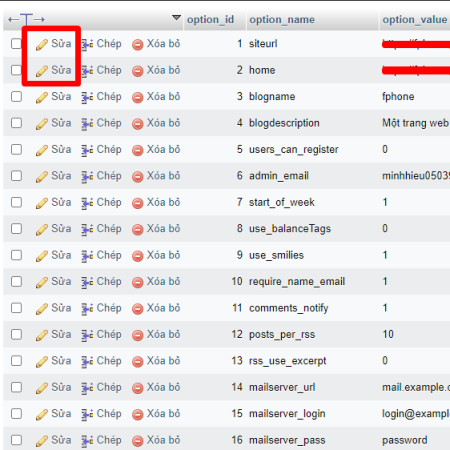 option_id option_name option_value
Sửa Chép Xóa bỏ 1 siteurl
Sửa Chép Xóa bỏ 2 home
Sửa Chép Xóa bỏ 3 blogname fphone
Sửa Chép Xóa bỏ 4 blogdescription Một trang web
Sửa Chép Xóa bỏ 5 users_can_register 0
Sửa Chép Xóa bỏ 6 admin_email minhhieu0503
Sửa Chép Xóa bỏ 7 start_of_week 1
Sửa Chép Xóa bỏ 8 use_balanceTags 0
Sửa Chép Xóa bỏ 9 use_smilies 1
Sửa Chép Xóa bỏ 10 require_name_email 1
Sửa Chép Xóa bỏ 11 comments_notify 1
Sửa Chép Xóa bỏ 12 posts_per_rss 10
Sửa Chép Xóa bỏ 13 rss_use_excerpt 0
Sửa Chép Xóa bỏ 14 mailserver_url mail.example.
Sửa Chép Xóa bỏ 15 mailserver_login login@examp
Sửa Chép Xóa bỏ 16 mailserver_pass password